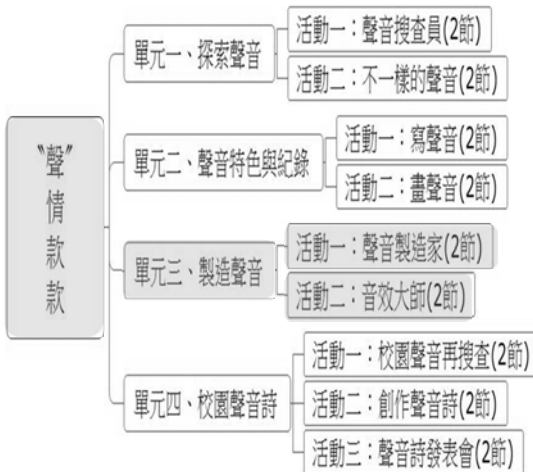 〝聲〞情款款
單元一、探索聲音
活動一：聲音搜查員(2節)
活動二：不一樣的聲音(2節)
單元二、聲音特色與紀錄
活動一：寫聲音(2節)
活動二：畫聲音(2節)
單元三、製造聲音
活動一：聲音製造家(2節)
活動二：音效大師(2節)
單元四、校園聲音詩
活動一：校園聲音再搜查(2節)
活動二：創作聲音詩(2節)
活動三：聲音詩發表會(2節)